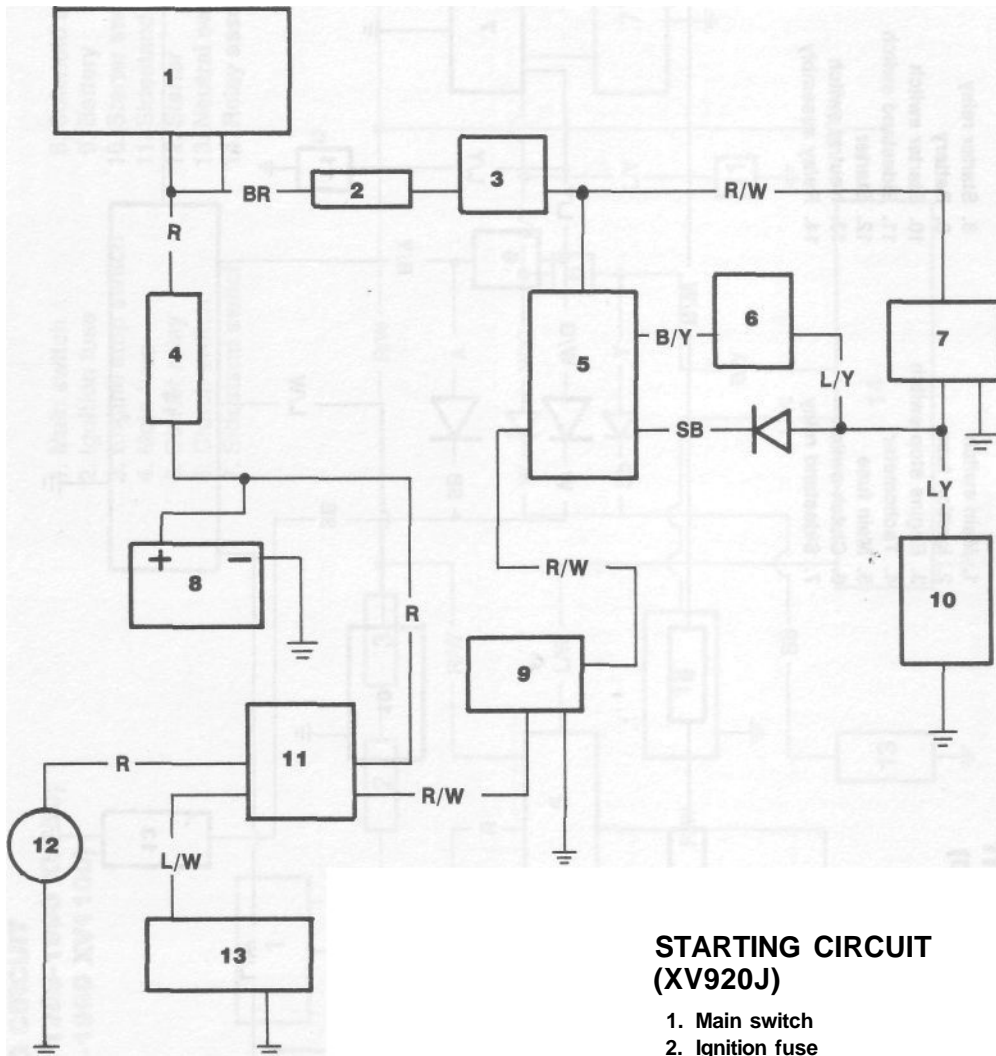 1
BR
2
3
R/W
R
4
5
B/Y
6
7
L/Y
SB
LY
+ −
8
R/W
10
R
9
R
11
R/W
12
L/W
13
STARTING CIRCUIT
(XV920J)
1. Main switch
2. Ignition fuse